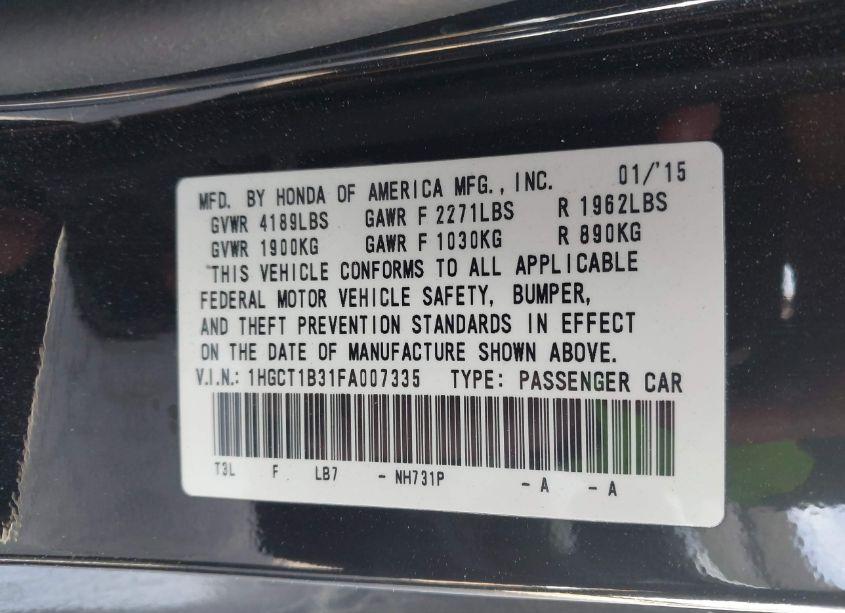 MFD. BY HONDA OF AMERICA MFG., INC. 01/'15
GVWR 4189LBS GAWR F 2271LBS R 1962LBS
GVWR 1900KG GAWR F 1030KG R 890KG
THIS VEHICLE CONFORMS TO ALL APPLICABLE
FEDERAL MOTOR VEHICLE SAFETY, BUMPER,
AND THEFT PREVENTION STANDARDS IN EFFECT
ON THE DATE OF MANUFACTURE SHOWN ABOVE.
V.I.N.: 1HGCT1B31FA007335 TYPE: PASSENGER CAR
T3L F LB7 - NH731P - A - A